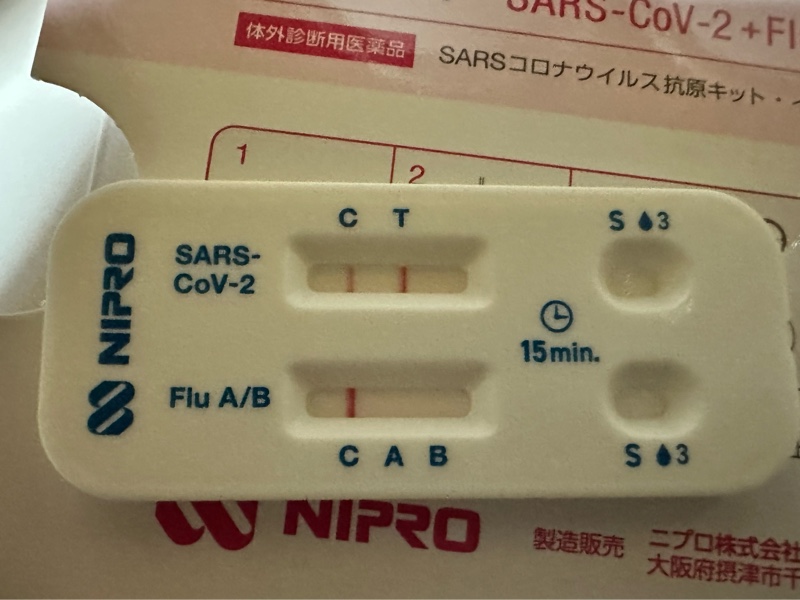 SARS-CoV-2+Fl
体外診断用医薬品
SARSコロナウイルス抗原キット・
1
2
C T
S 3
SARS-
CoV-2
NIPRO
15min.
Flu A/B
C A B
S 3
NIPRO
製造販売 ニプロ株式会社
大阪府摂津市千